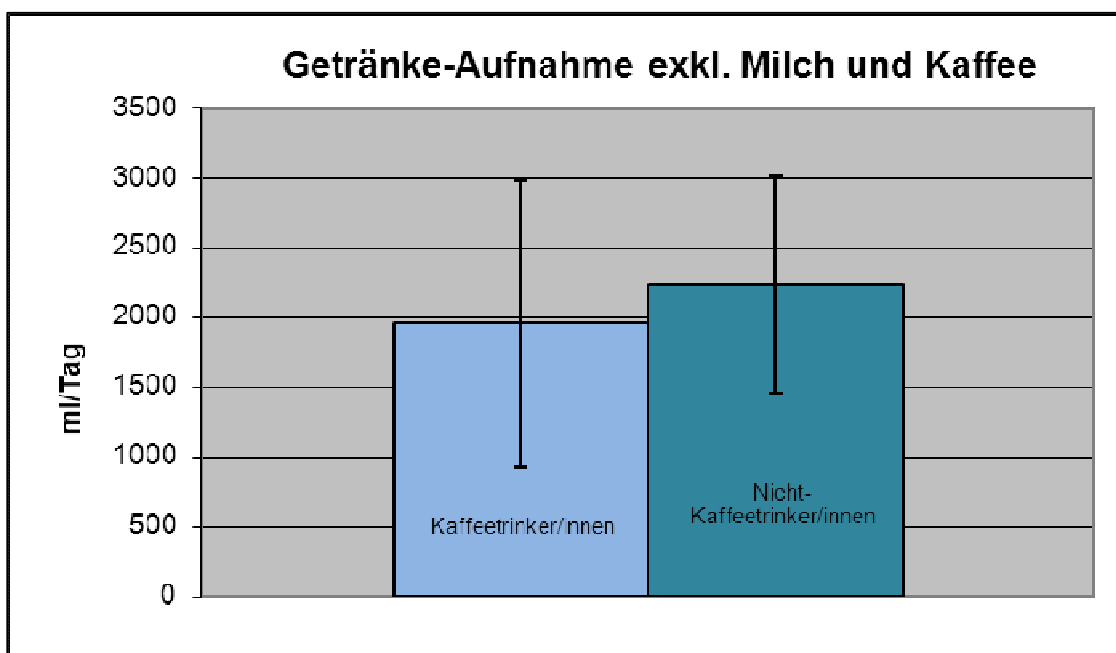 Getränke-Aufnahme exkl. Milch und Kaffee
3500
3000
2500
2000
1500
1000
500
0
ml/Tag
Kaffeetrinker/innen
Nicht-
Kaffeetrinker/innen